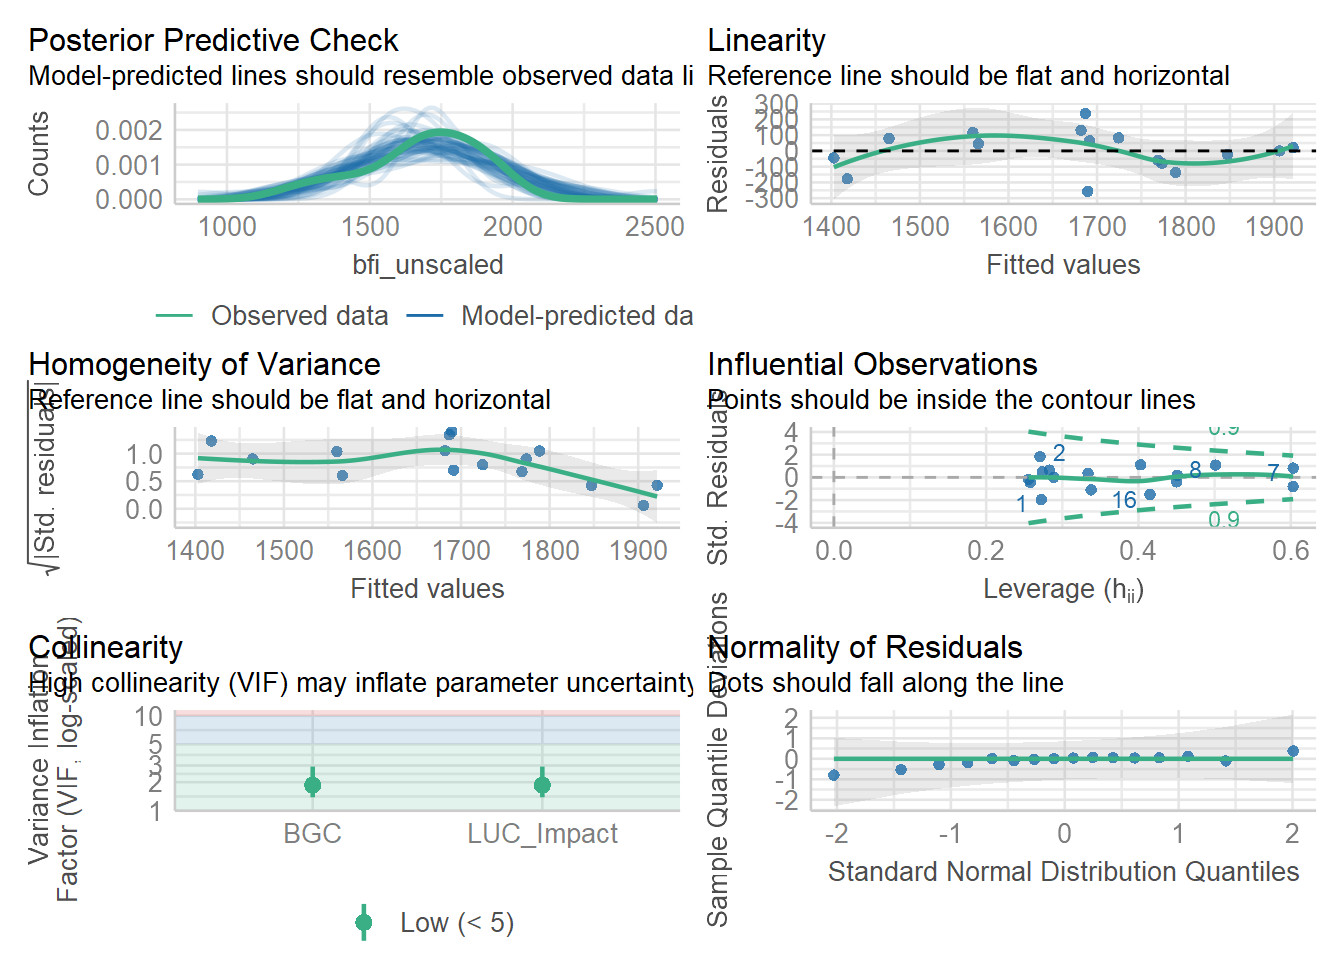 Posterior Predictive Check
Model-predicted lines should resemble observed data li
Counts
0.002
0.001
0.000
1000 1500 2000 2500
bfi_unscaled
Observed data Model-predicted da
Linearity
Reference line should be flat and horizontal
Residuals
300
200
100
0
-100
-200
-300
1400 1500 1600 1700 1800 1900
Fitted values
Homogeneity of Variance
Reference line should be flat and horizontal
√|Std. residuals|
1.0
0.5
0.0
1400 1500 1600 1700 1800 1900
Fitted values
Influential Observations
Points should be inside the contour lines
Std. Residuals
4
2
0
-2
-4
0.9
2
8
7
1
16
0.9
0.0 0.2 0.4 0.6
Leverage (hii)
Collinearity
High collinearity (VIF) may inflate parameter uncertainty
Variance Inflation
Factor (VIF, log-scaled)
10
5
3
2
1
BGC LUC_Impact
Low (< 5)
Normality of Residuals
Dots should fall along the line
Sample Quantile Deviations
2
1
0
-1
-2
-2 -1 0 1 2
Standard Normal Distribution Quantiles